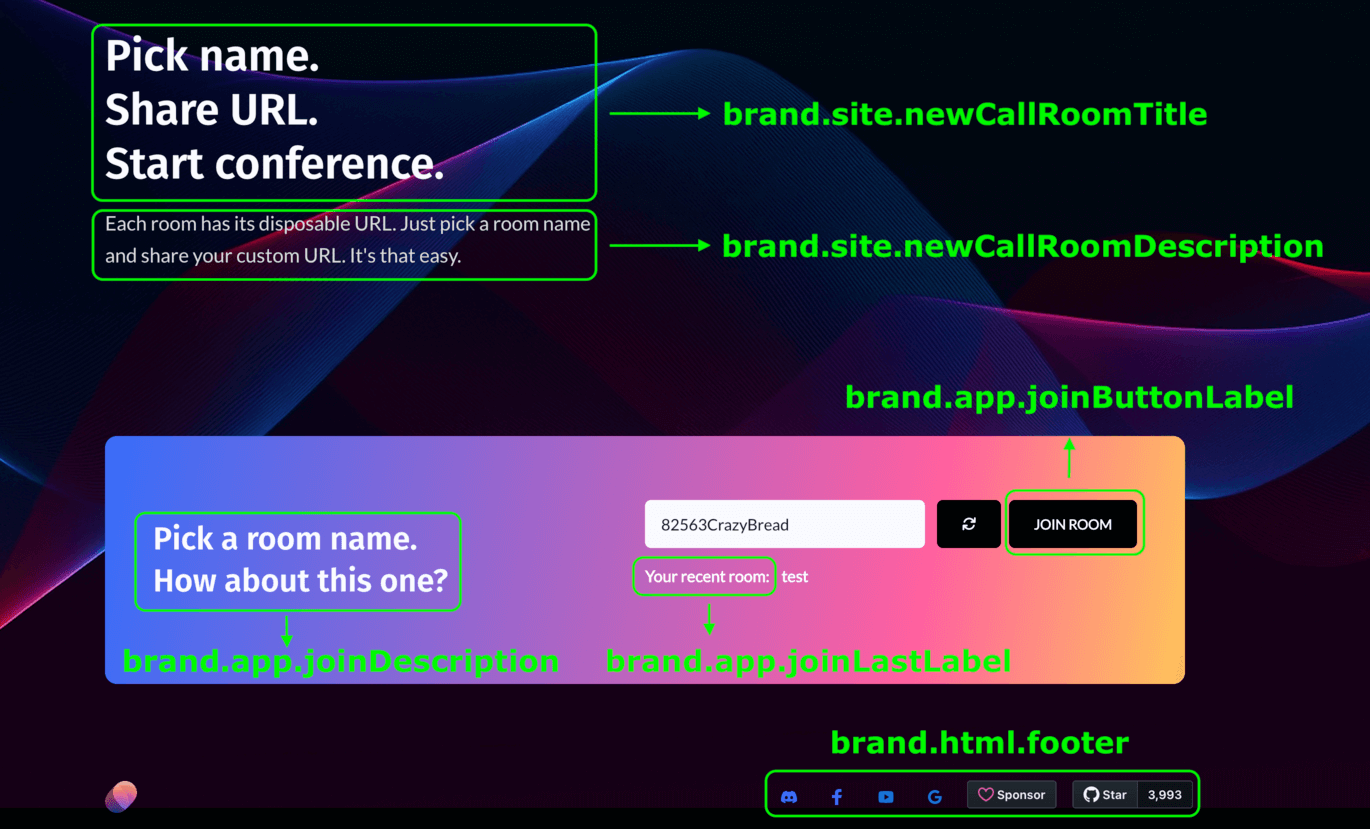 Pick name.
Share URL.
Start conference.
brand.site.newCallRoomTitle
Each room has its disposable URL. Just pick a room name
and share your custom URL. It's that easy.
brand.site.newCallRoomDescription
brand.app.joinButtonLabel
Pick a room name.
How about this one?
82563CrazyBread
JOIN ROOM
Your recent room: test
brand.app.joinDescription
brand.app.joinLastLabel
brand.html.footer
Sponsor
Star 3,993